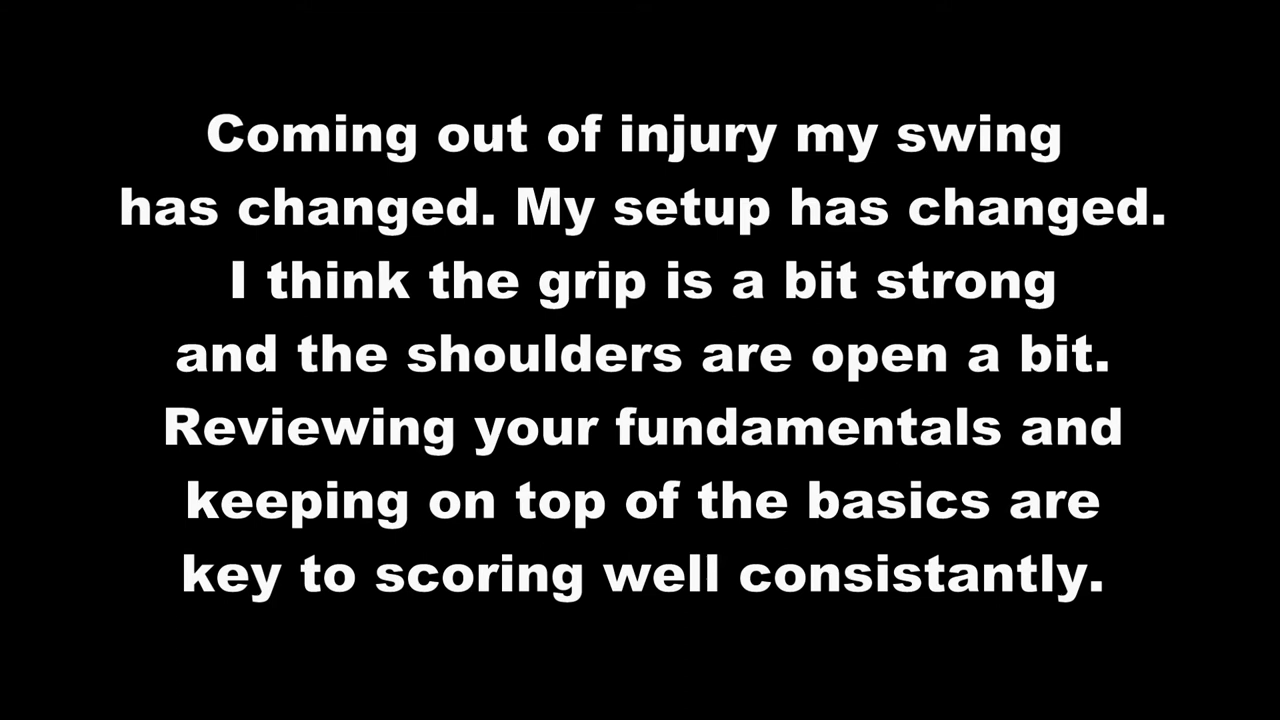 Coming out of injury my swing
has changed. My setup has changed.
I think the grip is a bit strong
and the shoulders are open a bit.
Reviewing your fundamentals and
keeping on top of the basics are
key to scoring well consistantly.